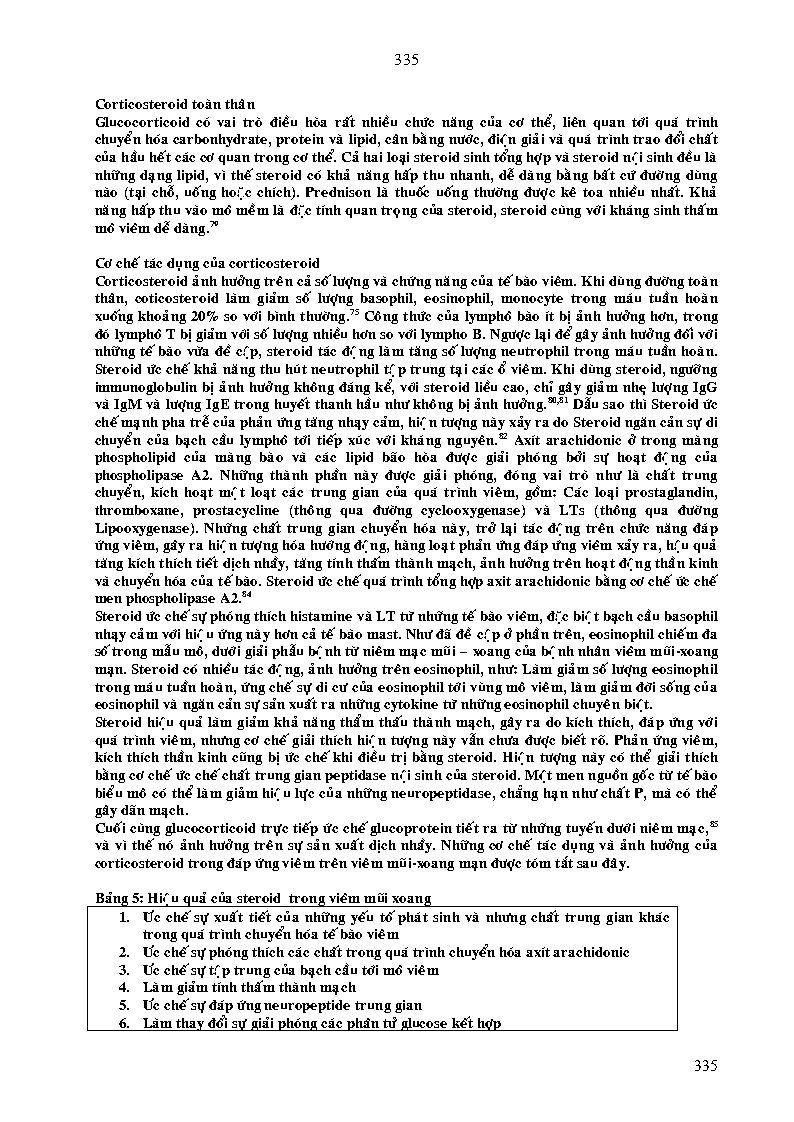 335
Corticosteroid toàn thân
Glucocorticoid có vai trò điều hòa rất nhiều chức năng của cơ thể, liên quan tới quá trình
chuyển hóa carbonhydrate, protein và lipid, cân bằng nước, điện giải và quá trình trao đổi chất
của hầu hết các cơ quan trong cơ thể. Cả hai loại steroid sinh tổng hợp và steroid nội sinh đều là
những dạng lipid, vì thế steroid có khả năng hấp thu nhanh, dễ dàng bằng bất cứ đường dùng
nào (tại chỗ, uống hoặc chích). Prednison là thuốc uống thường được kê toa nhiều nhất. Khả
năng hấp thu vào mô mềm là đặc tính quan trọng của steroid, steroid cùng với kháng sinh thấm
mô viêm dễ dàng.79
Cơ chế tác dụng của corticosteroid
Corticosteroid ảnh hưởng trên cả số lượng và chứng năng của tế bào viêm. Khi dùng đường toàn
thân, coticosteroid làm giảm số lượng basophil, eosinophil, monocyte trong máu tuần hoàn
xuống khoảng 20% so với bình thường.75 Công thức của lymphô bào ít bị ảnh hưởng hơn, trong
đó lymphô T bị giảm với số lượng nhiều hơn so với lympho B. Ngược lại để gây ảnh hưởng đối với
những tế bào vừa đề cập, steroid tác động làm tăng số lượng neutrophil trong máu tuần hoàn.
Steroid ức chế khả năng thu hút neutrophil tập trung tại các ổ viêm. Khi dùng steroid, ngưỡng
immunoglobulin bị ảnh hưởng không đáng kể, với steroid liều cao, chỉ gây giảm nhẹ lượng IgG
và IgM và lượng IgE trong huyết thanh hầu như không bị ảnh hưởng.80,81 Dẫu sao thì Steroid ức
chế mạnh pha trễ của phản ứng tăng nhạy cảm, hiện tượng này xảy ra do Steroid ngăn cản sự di
chuyển của bạch cầu lymphô tới tiếp xúc với kháng nguyên.82 Axít arachidonic ở trong màng
phospholipid của màng bào và các lipid bão hòa được giải phóng bởi sự hoạt động của
phospholipase A2. Những thành phần này được giải phóng, đóng vai trò như là chất trung
chuyển, kích hoạt một loạt các trung gian của quá trình viêm, gồm: Các loại prostaglandin,
thromboxane, prostacycline (thông qua đường cyclooxygenase) và LTs (thông qua đường
Lipooxygenase). Những chất trung gian chuyển hóa này, trở lại tác động trên chức năng đáp
ứng viêm, gây ra hiện tượng hóa hướng động, hàng loạt phản ứng đáp ứng viêm xảy ra, hậu quả
tăng kích thích tiết dịch nhầy, tăng tính thấm thành mạch, ảnh hưởng trên hoạt động thần kinh
và chuyển hóa của tế bào. Steroid ức chế quá trình tổng hợp axit arachidonic bằng cơ chế ức chế
men phospholipase A2.84
Steroid ức chế sự phóng thích histamine và LT từ những tế bào viêm, đặc biệt bạch cầu basophil
nhạy cảm với hiệu ứng này hơn cả tế bào mast. Như đã đề cập ở phần trên, eosinophil chiếm đa
số trong mẫu mô, dưới giải phẫu bệnh từ niêm mạc mũi – xoang của bệnh nhân viêm mũi-xoang
mạn. Steroid có nhiều tác động, ảnh hưởng trên eosinophil, như: Làm giảm số lượng eosinophil
trong máu tuần hoàn, ứng chế sự di cư của eosinophil tới vùng mô viêm, làm giảm đời sống của
eosinophil và ngăn cản sự sản xuất ra những cytokine từ những eosinophil chuyên biệt.
Steroid hiệu quả làm giảm khả năng thẩm thấu thành mạch, gây ra do kích thích, đáp ứng với
quá trình viêm, nhưng cơ chế giải thích hiện tượng này vẫn chưa được biết rõ. Phản ứng viêm,
kích thích thần kinh cũng bị ức chế khi điều trị bằng steroid. Hiện tượng này có thể giải thích
bằng cơ chế ức chế chất trung gian peptidase nội sinh của steroid. Một men nguồn gốc từ tế bào
biểu mô có thể làm giảm hiệu lực của những neuropeptidase, chẳng hạn như chất P, mà có thể
gây dãn mạch.
Cuối cùng glucocorticoid trực tiếp ức chế glucoprotein tiết ra từ những tuyến dưới niêm mạc,85
và vì thế nó ảnh hưởng trên sự sản xuất dịch nhầy. Những cơ chế tác dụng và ảnh hưởng của
corticosteroid trong đáp ứng viêm trên viêm mũi-xoang mạn được tóm tắt sau đây.
Bảng 5: Hiệu quả của steroid trong viêm mũi xoang
1. Ức chế sự xuất tiết của những yếu tố phát sinh và nhưng chất trung gian khác
trong quá trình chuyển hóa tế bào viêm
2. Ức chế sự phóng thích các chất trong quá trình chuyển hóa axít arachidonic
3. Ức chế sự tập trung của bạch cầu tới mô viêm
4. Làm giảm tính thấm thành mạch
5. Ức chế sự đáp ứng neuropeptide trung gian
6. Làm thay đổi sự giải phóng các phân tử glucose kết hợp
335